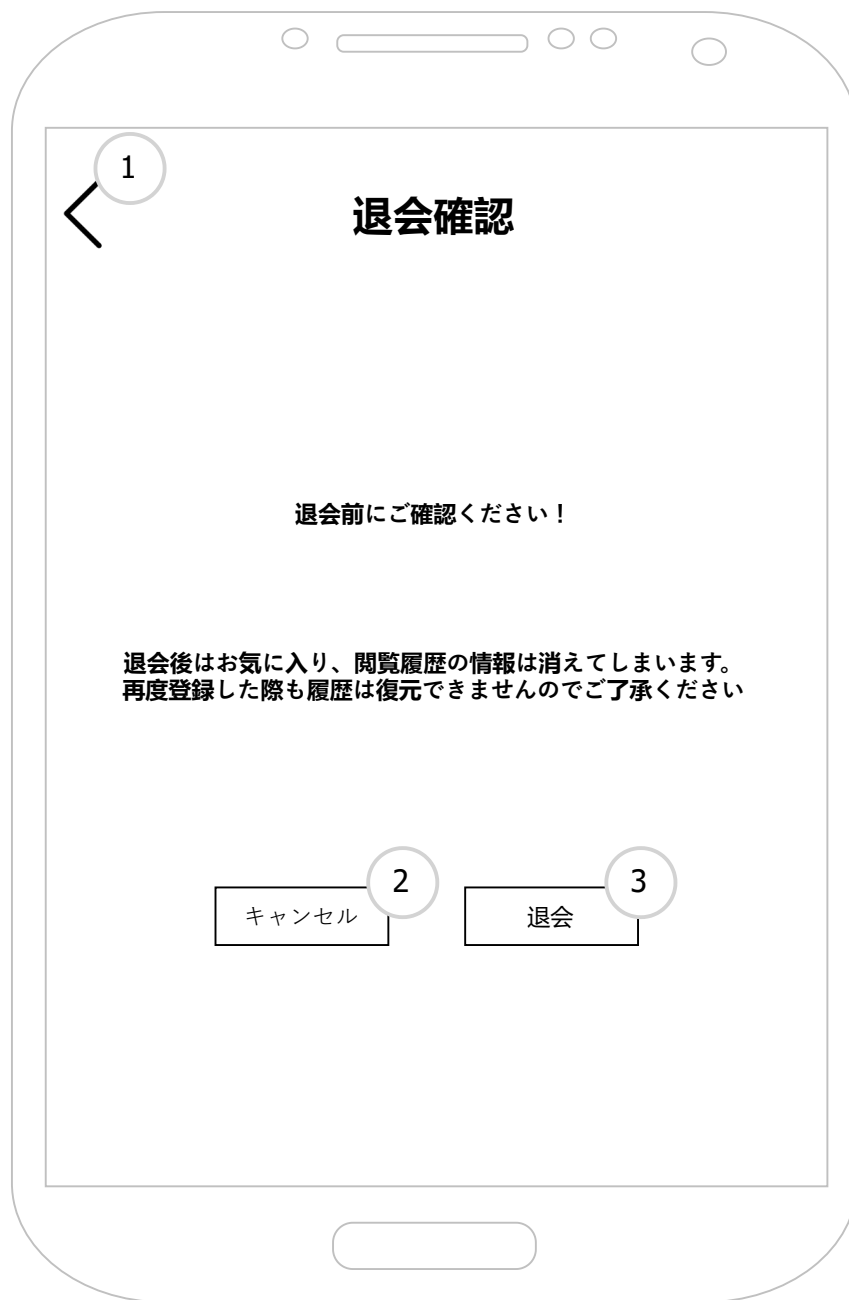 1
退会確認
退会前にご確認ください！
退会後はお気に入り、閲覧履歴の情報は消えてしまいます。
再度登録した際も履歴は復元できませんのでご了承ください
2
3
キャンセル
退会